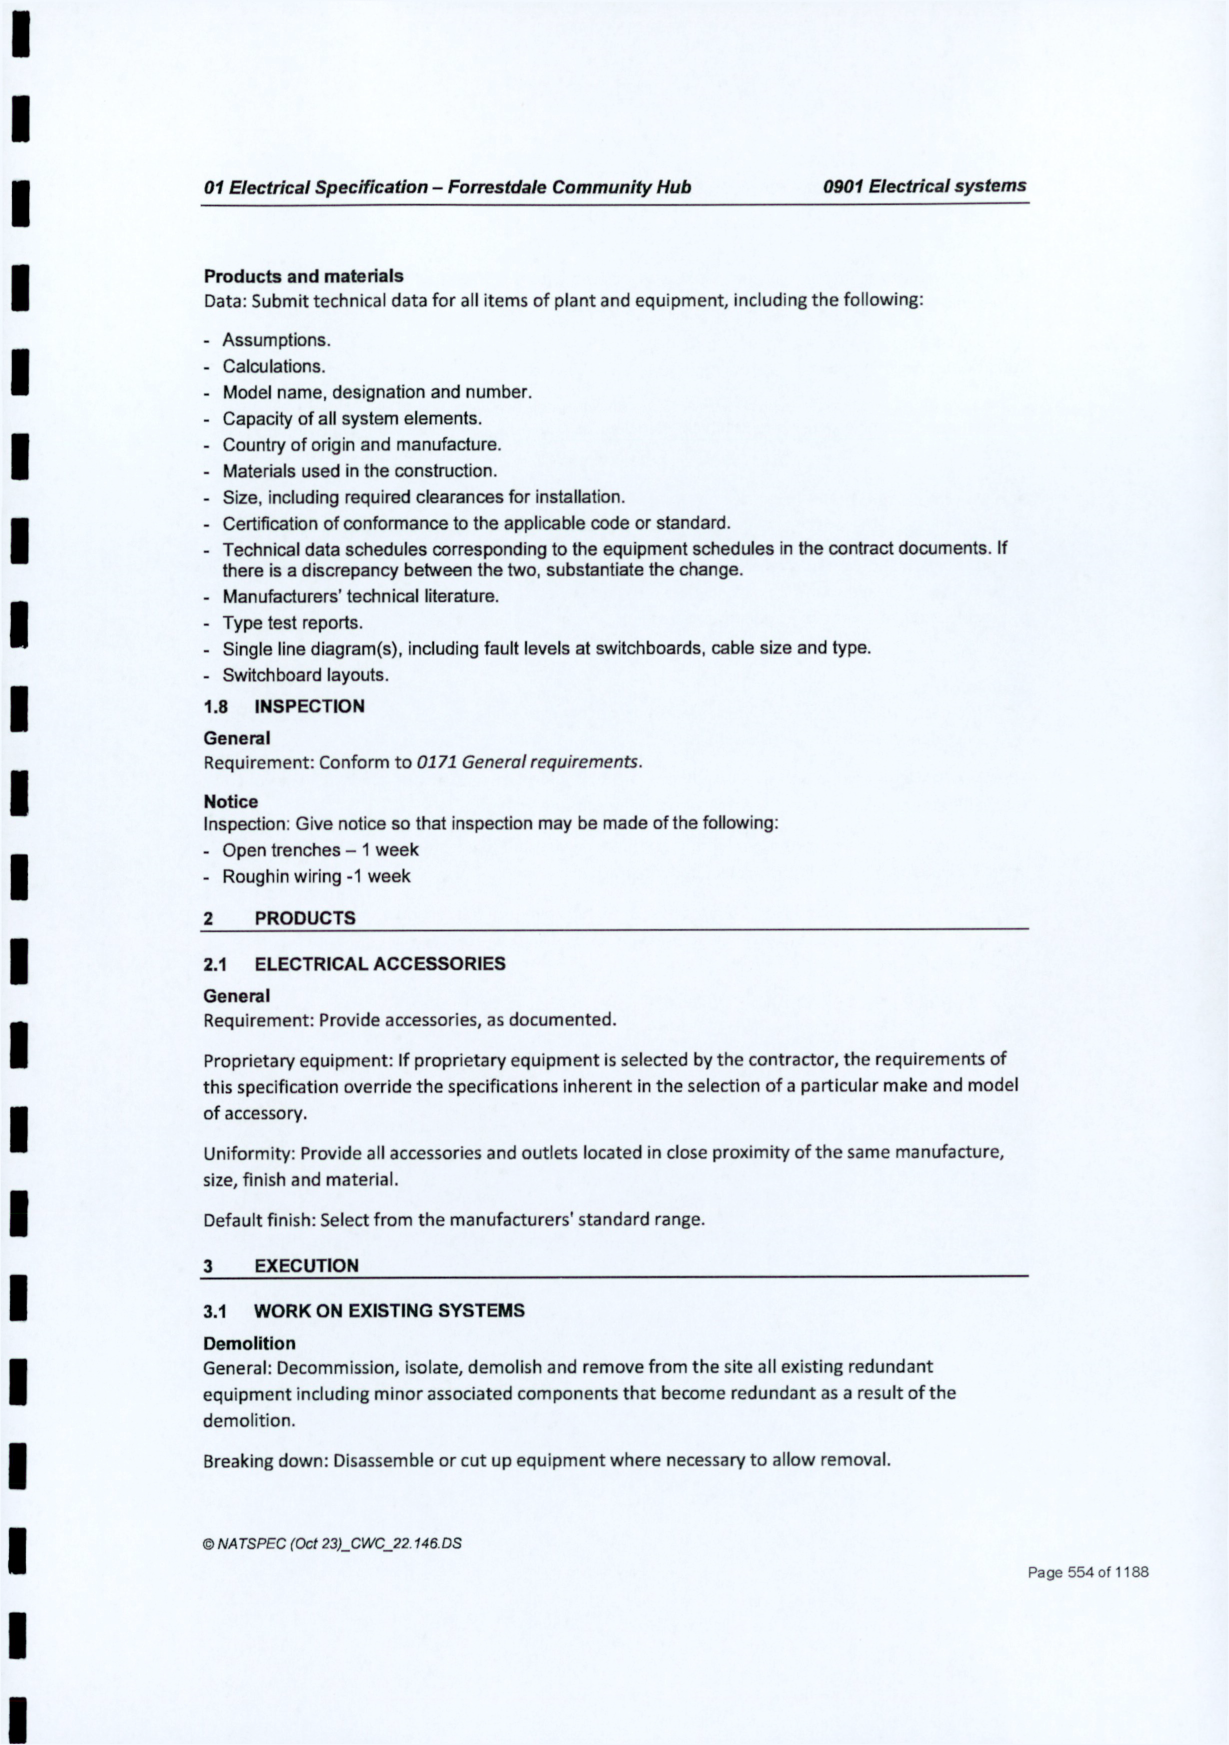 01 Electrical Specification – Forrestdale Community Hub 0901 Electrical systems
Products and materials
Data: Submit technical data for all items of plant and equipment, including the following:
- Assumptions.
- Calculations.
- Model name, designation and number.
- Capacity of all system elements.
- Country of origin and manufacture.
- Materials used in the construction.
- Size, including required clearances for installation.
- Certification of conformance to the applicable code or standard.
- Technical data schedules corresponding to the equipment schedules in the contract documents. If
there is a discrepancy between the two, substantiate the change.
- Manufacturers' technical literature.
- Type test reports.
- Single line diagram(s), including fault levels at switchboards, cable size and type.
- Switchboard layouts.
1.8 INSPECTION
General
Requirement: Conform to 0171 General requirements.
Notice
Inspection: Give notice so that inspection may be made of the following:
- Open trenches – 1 week
- Roughin wiring -1 week
2 PRODUCTS
2.1 ELECTRICAL ACCESSORIES
General
Requirement: Provide accessories, as documented.
Proprietary equipment: If proprietary equipment is selected by the contractor, the requirements of
this specification override the specifications inherent in the selection of a particular make and model
of accessory.
Uniformity: Provide all accessories and outlets located in close proximity of the same manufacture,
size, finish and material.
Default finish: Select from the manufacturers' standard range.
3 EXECUTION
3.1 WORK ON EXISTING SYSTEMS
Demolition
General: Decommission, isolate, demolish and remove from the site all existing redundant
equipment including minor associated components that become redundant as a result of the
demolition.
Breaking down: Disassemble or cut up equipment where necessary to allow removal.
© NATSPEC (Oct 23)_CWC_22.146.DS
Page 554 of 1188